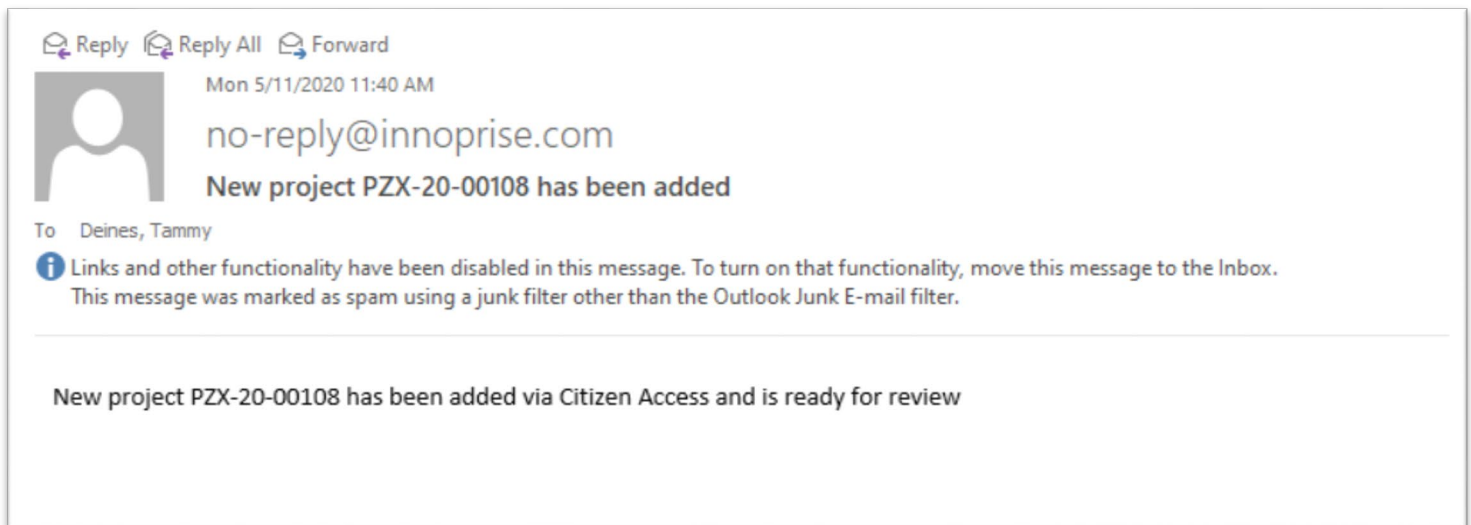 Reply Reply All Forward
Mon 5/11/2020 11:40 AM
no-reply@innoprise.com
New project PZX-20-00108 has been added
To Deines, Tammy
Links and other functionality have been disabled in this message. To turn on that functionality, move this message to the Inbox.
This message was marked as spam using a junk filter other than the Outlook Junk E-mail filter.
New project PZX-20-00108 has been added via Citizen Access and is ready for review